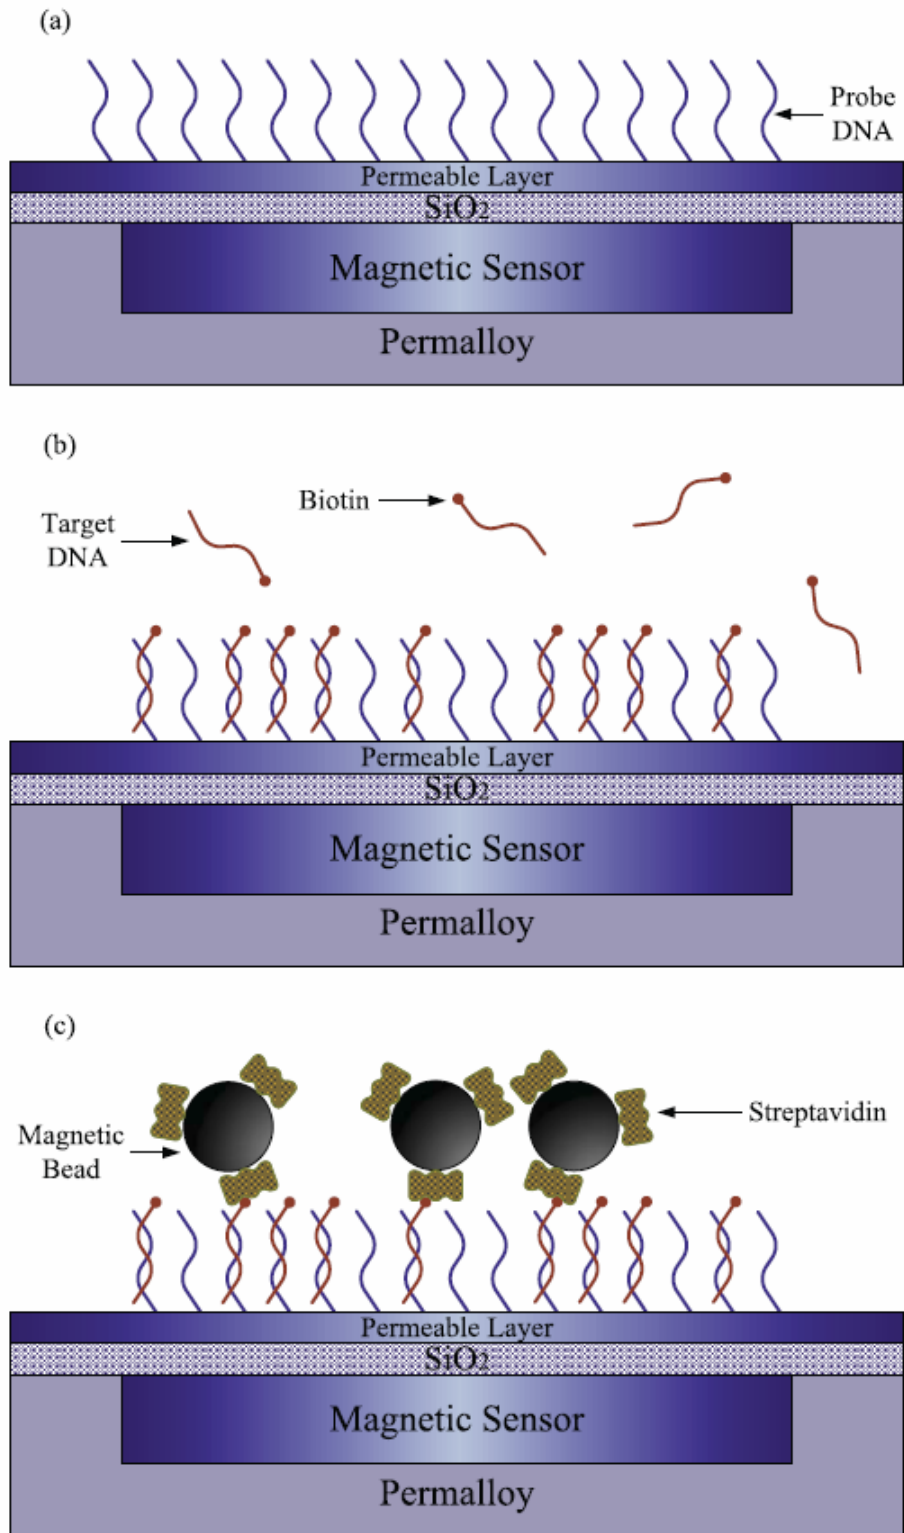 (a)
Probe
DNA
Permeable Layer
SiO2
Magnetic Sensor
Permalloy
(b)
Biotin
Target
DNA
Permeable Layer
SiO2
Magnetic Sensor
Permalloy
(c)
Streptavidin
Magnetic
Bead
Permeable Layer
SiO2
Magnetic Sensor
Permalloy